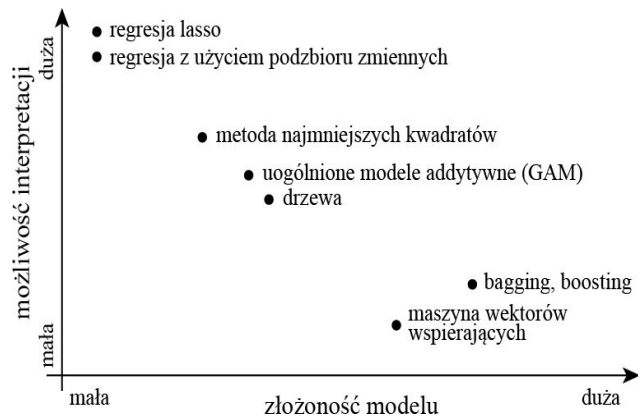 regresja lasso
regresja z użyciem podzbioru zmiennych
metoda najmniejszych kwadratów
uogólnione modele addytywne (GAM)
drzewa
bagging, boosting
maszyna wektorów
wspierających
możliwość interpretacji
duża
mała
mała
duża
złożoność modelu